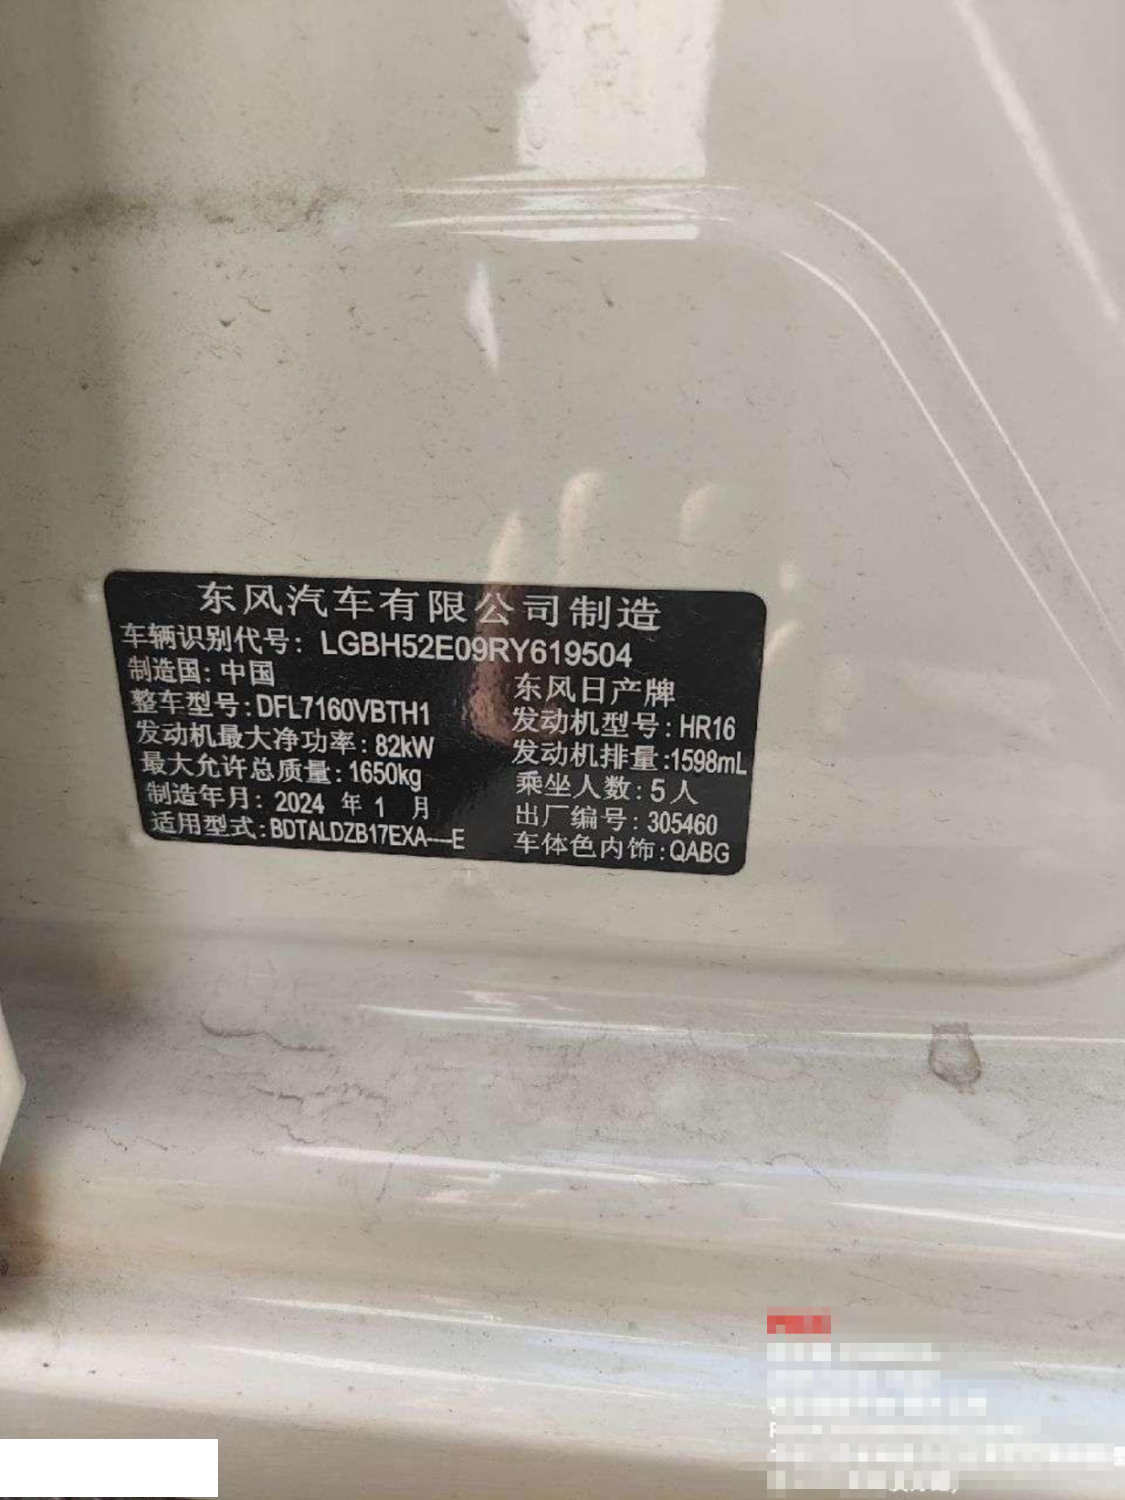 东风汽车有限公司制造
车辆识别代号: LGBH52E09RY619504
制造国: 中国 东风日产牌
整车型号: DFL7160VBTH1 发动机型号: HR16
发动机最大净功率: 82kW 发动机排量: 1598mL
最大允许总质量: 1650kg 乘坐人数: 5人
制造年月: 2024 年 1 月 出厂编号: 305460
适用型式: BDTALDZB17EXA----E 车体色内饰: QABG